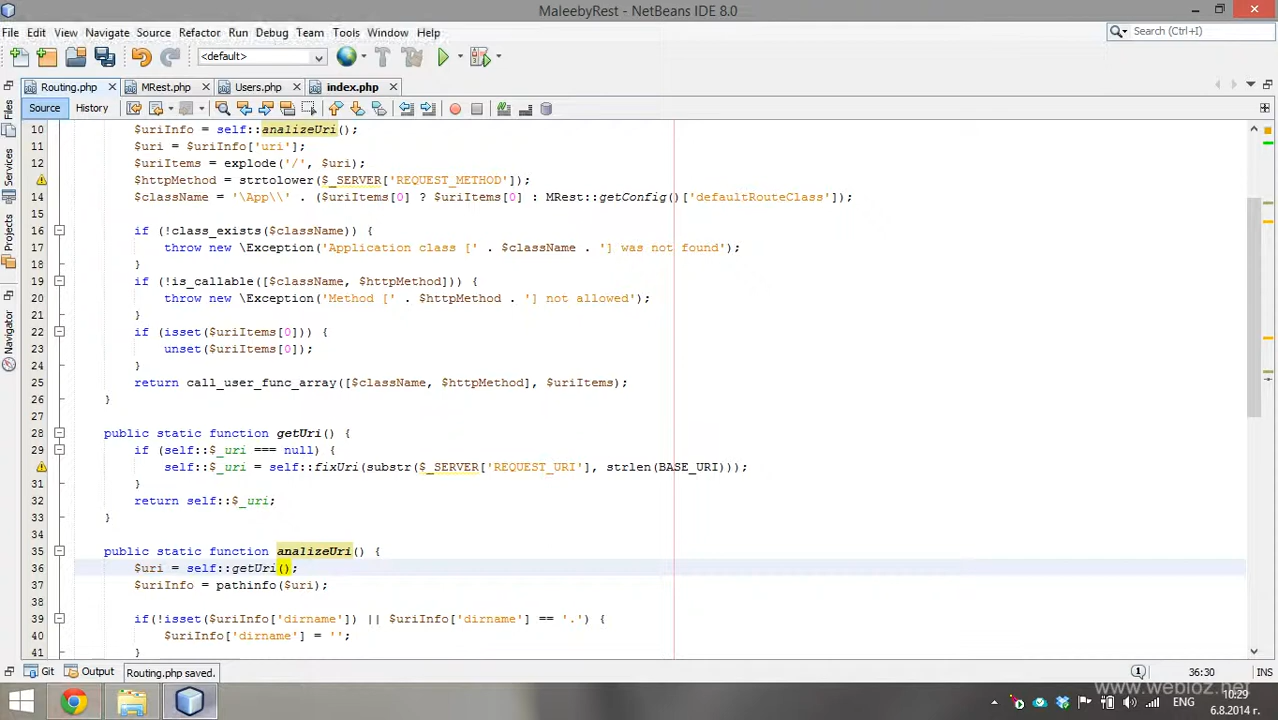 MaleebyRest - NetBeans IDE 8.0
File Edit View Navigate Source Refactor Run Debug Team Tools Window Help
Search (Ctrl+I)
<default>
Routing.php MRest.php Users.php index.php
Source History
Files
Services
Projects
Navigator
10 $uriInfo = self::analizeUri();
11 $uri = $uriInfo['uri'];
12 $uriItems = explode('/', $uri);
$httpMethod = strtolower($_SERVER['REQUEST_METHOD']);
14 $className = '\App\\' . ($uriItems[0] ? $uriItems[0] : MRest::getConfig()['defaultRouteClass']);
15
16 if (!class_exists($className)) {
17 throw new \Exception('Application class [' . $className . '] was not found');
18 }
19 if (!is_callable([$className, $httpMethod])) {
20 throw new \Exception('Method [' . $httpMethod . '] not allowed');
21 }
22 if (isset($uriItems[0])) {
23 unset($uriItems[0]);
24 }
25 return call_user_func_array([$className, $httpMethod], $uriItems);
26 }
27
28 public static function getUri() {
29 if (self::$_uri === null) {
self::$_uri = self::fixUri(substr($_SERVER['REQUEST_URI'], strlen(BASE_URI)));
31 }
32 return self::$_uri;
33 }
34
35 public static function analizeUri() {
36 $uri = self::getUri();
37 $uriInfo = pathinfo($uri);
38
39 if(!isset($uriInfo['dirname']) || $uriInfo['dirname'] == '.') {
40 $uriInfo['dirname'] = '';
41 }
Git Output Routing.php saved. 1 36:30 INS
www.webloz.net
ENG 10:29
6.8.2014 г.